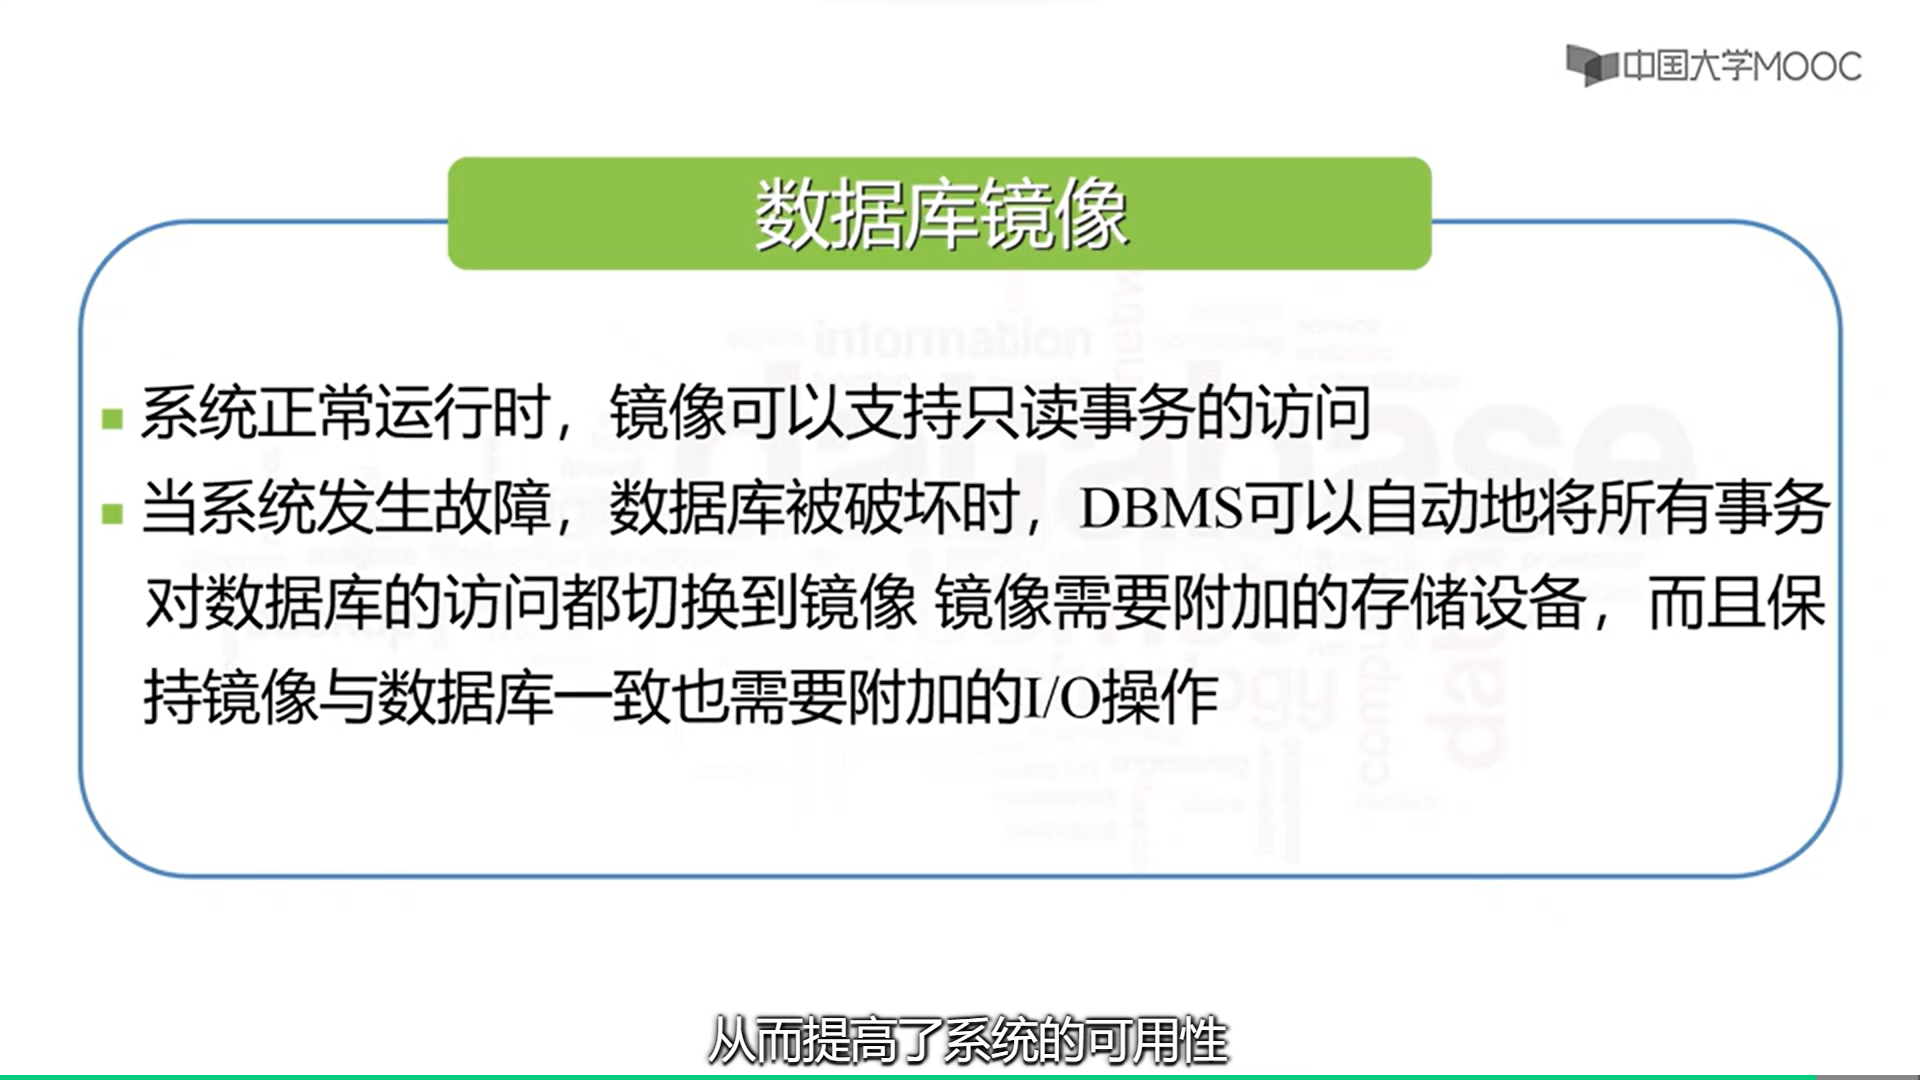 中国大学MOOC
数据库镜像
系统正常运行时，镜像可以支持只读事务的访问
当系统发生故障，数据库被破坏时，DBMS可以自动地将所有事务
对数据库的访问都切换到镜像 镜像需要附加的存储设备，而且保
持镜像与数据库一致也需要附加的I/O操作
information
database
从而提高了系统的可用性